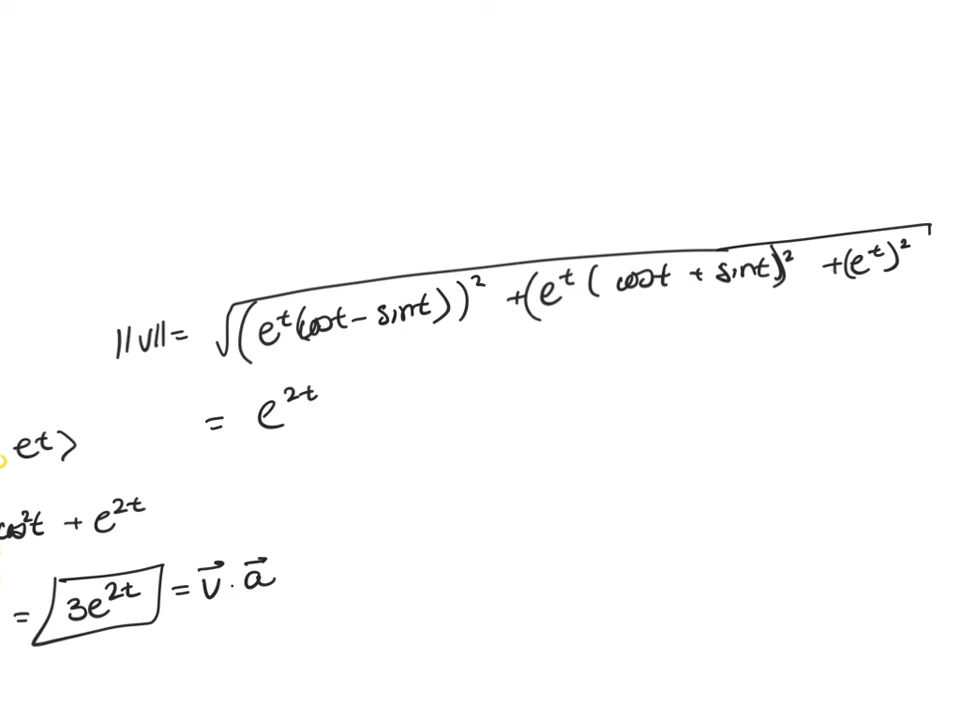 ||v|| = √((e^t(cost - sint))² + (e^t(cost + sint)² + (e^t)²
= e^2t
et>
cos²t + e^2t
= 3e^2t = v⃗ · a⃗